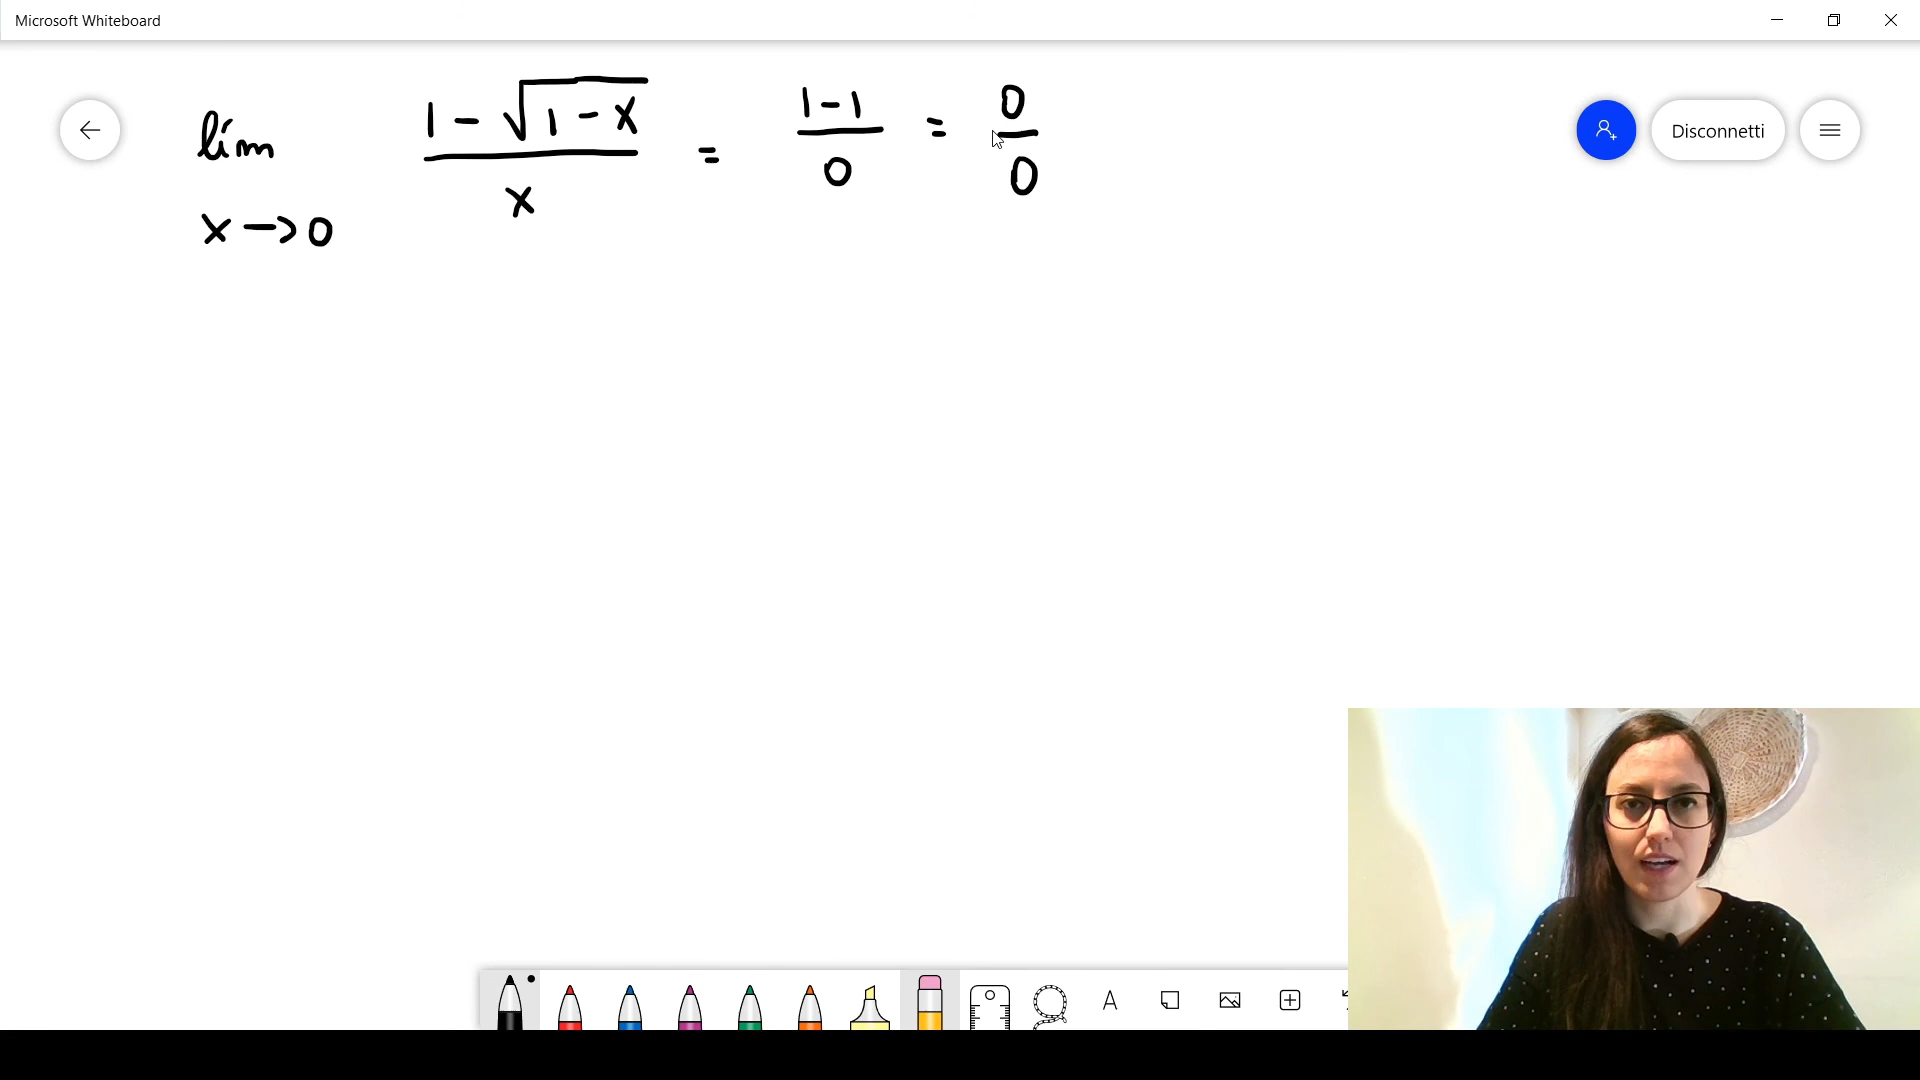 Microsoft Whiteboard
lim x→0 (1 - √(1-x))/x = (1-1)/0 = 0/0
Disconnetti
A